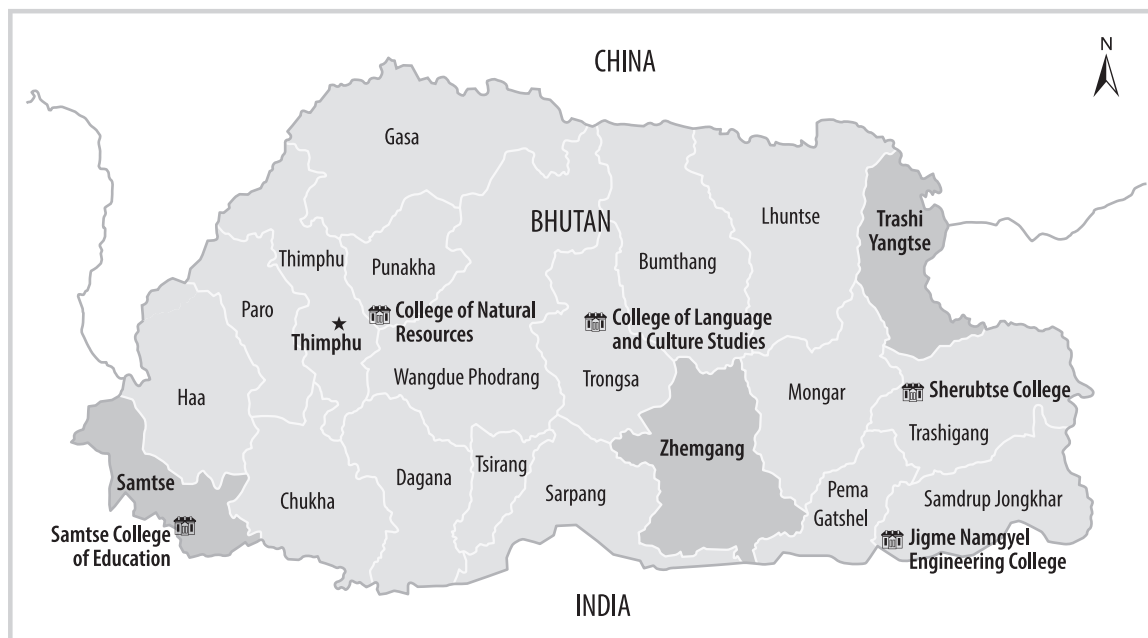 CHINA
N
Gasa
BHUTAN
Lhuntse
Trashi
Yangtse
Thimphu
Punakha
Bumthang
Paro
College of Natural
Resources
College of Language
and Culture Studies
Thimphu
Wangdue Phodrang
Trongsa
Haa
Mongar
Sherubtse College
Trashigang
Zhemgang
Samtse
Chukha
Dagana
Tsirang
Sarpang
Pema
Gatshel
Samdrup Jongkhar
Samtse College
of Education
Jigme Namgyel
Engineering College
INDIA